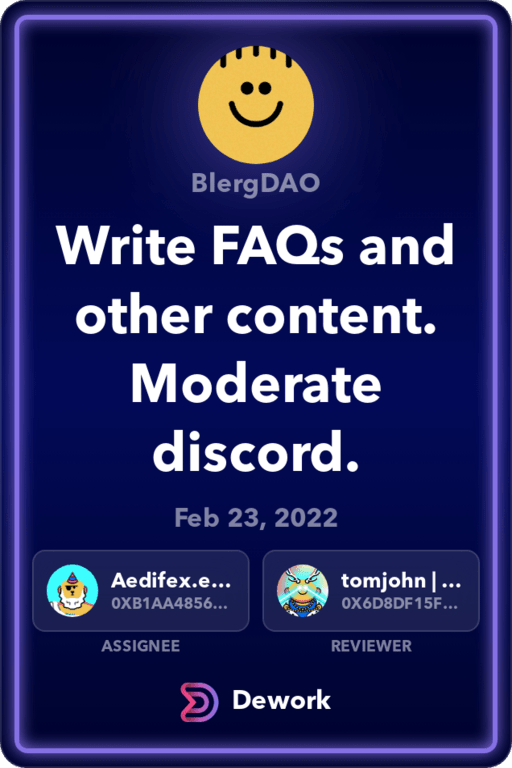 BlergDAO
Write FAQs and
other content.
Moderate
discord.
Feb 23, 2022
Aedifex.e...
0XB1AA4856...
tomjohn | ...
0X6D8DF15F...
ASSIGNEE
REVIEWER
Dework